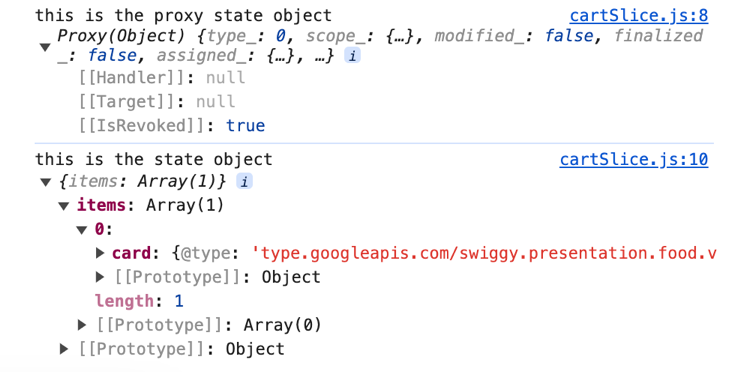 this is the proxy state object cartSlice.js:8
Proxy(Object) {type_: 0, scope_: {…}, modified_: false, finalized
_: false, assigned_: {…}, …} i
[[Handler]]: null
[[Target]]: null
[[IsRevoked]]: true
this is the state object cartSlice.js:10
{items: Array(1)} i
items: Array(1)
0:
card: {@type: 'type.googleapis.com/swiggy.presentation.food.v
[[Prototype]]: Object
length: 1
[[Prototype]]: Array(0)
[[Prototype]]: Object